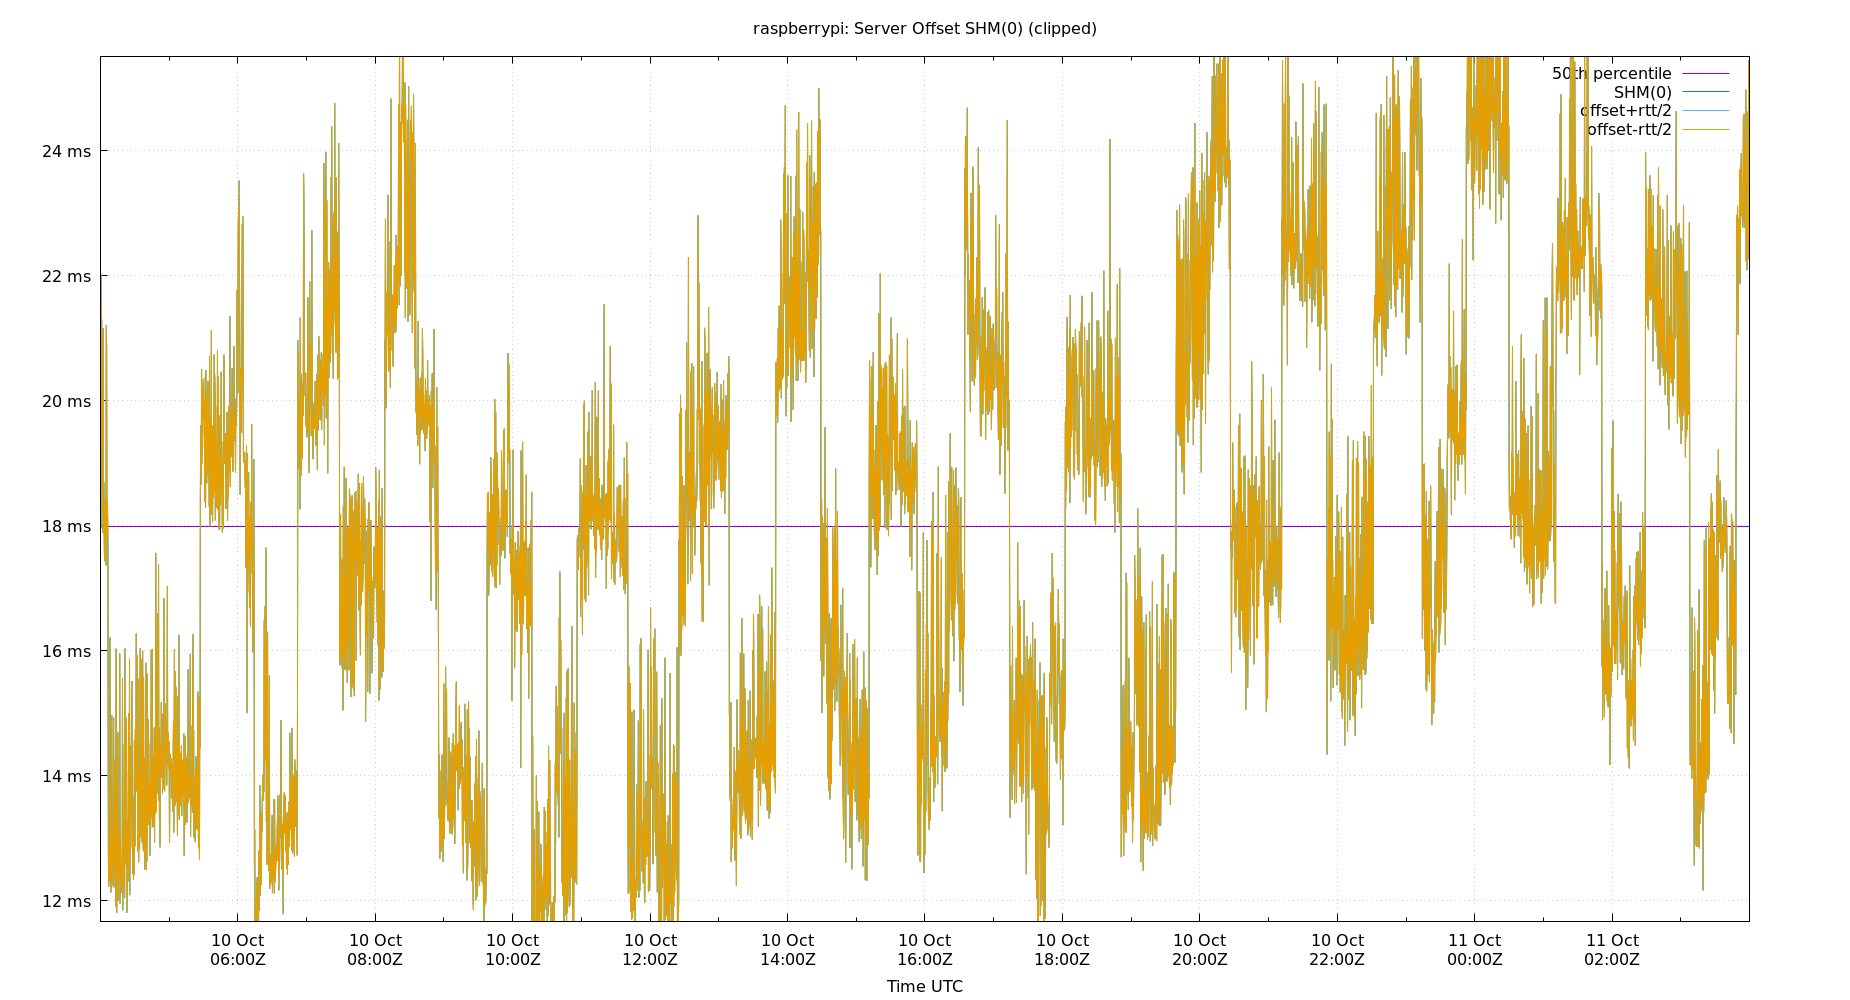 raspberrypi: Server Offset SHM(0) (clipped)
50th percentile
SHM(0)
offset+rtt/2
offset-rtt/2
24 ms
22 ms
20 ms
18 ms
16 ms
14 ms
12 ms
10 Oct 10 Oct 10 Oct 10 Oct 10 Oct 10 Oct 10 Oct 10 Oct 10 Oct 11 Oct 11 Oct
06:00Z 08:00Z 10:00Z 12:00Z 14:00Z 16:00Z 18:00Z 20:00Z 22:00Z 00:00Z 02:00Z
Time UTC